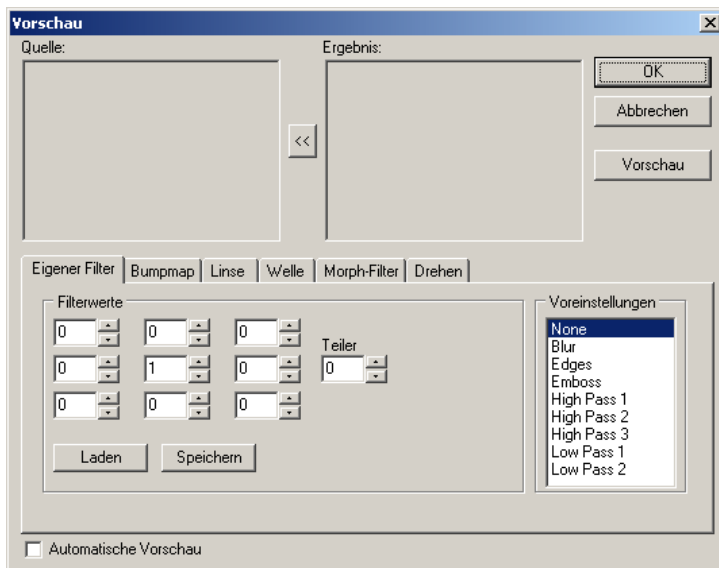 Vorschau
Quelle:
Ergebnis:
OK
<<
Abbrechen
Vorschau
Eigener Filter Bumpmap Linse Welle Morph-Filter Drehen
Filterwerte
Voreinstellungen
0 0 0
Teiler
0 1 0 0
0 0 0
None
Blur
Edges
Emboss
High Pass 1
High Pass 2
High Pass 3
Low Pass 1
Low Pass 2
Laden Speichern
Automatische Vorschau